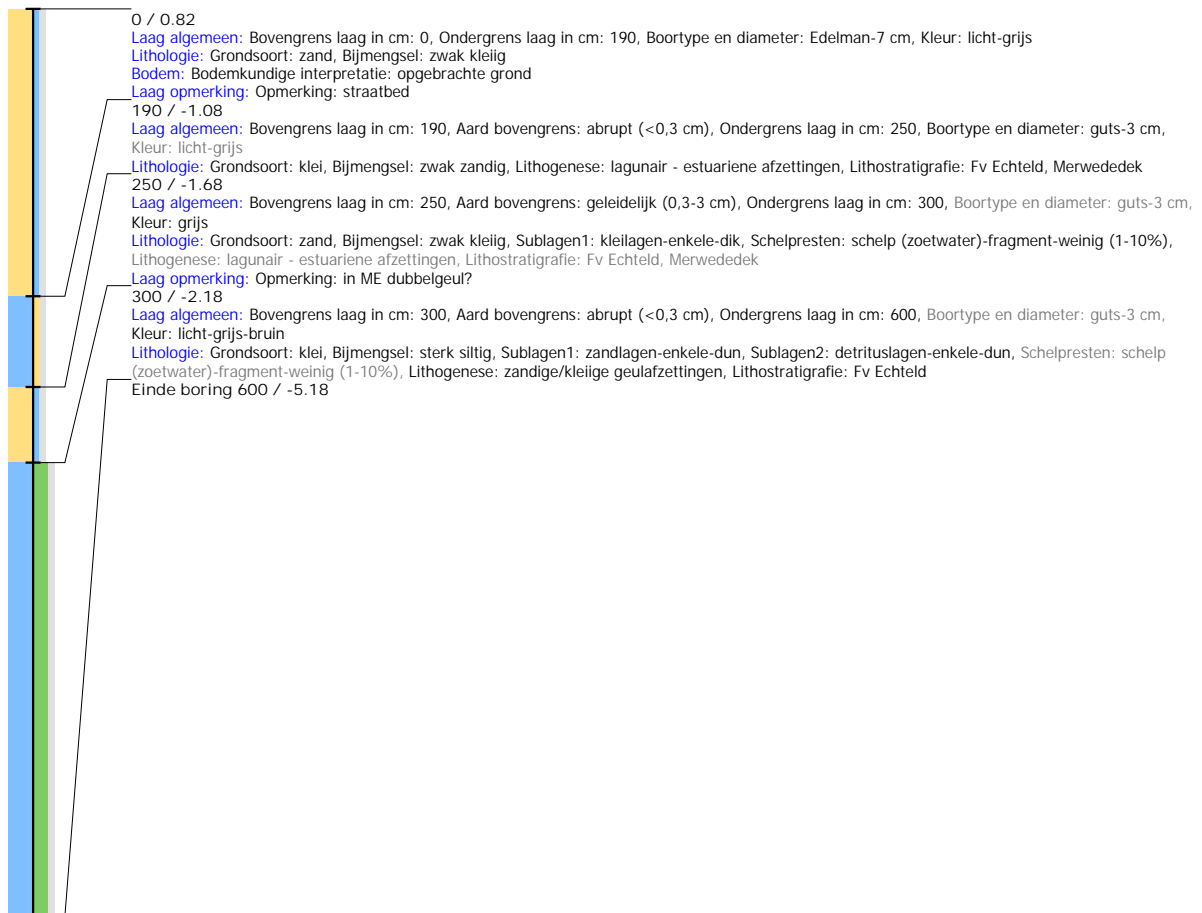 0 / 0.82
Laag algemeen: Bovengrens laag in cm: 0, Ondergrens laag in cm: 190, Boortype en diameter: Edelman-7 cm, Kleur: licht-grijs
Lithologie: Grondsoort: zand, Bijmengsel: zwak kleiig
Bodem: Bodemkundige interpretatie: opgebrachte grond
Laag opmerking: Opmerking: straatbed
190 / -1.08
Laag algemeen: Bovengrens laag in cm: 190, Aard bovengrens: abrupt (<0,3 cm), Ondergrens laag in cm: 250, Boortype en diameter: guts-3 cm,
Kleur: licht-grijs
Lithologie: Grondsoort: klei, Bijmengsel: zwak zandig, Lithogenese: lagunair - estuariene afzettingen, Lithostratigrafie: Fv Echteld, Merwededek
250 / -1.68
Laag algemeen: Bovengrens laag in cm: 250, Aard bovengrens: geleidelijk (0,3-3 cm), Ondergrens laag in cm: 300, Boortype en diameter: guts-3 cm,
Kleur: grijs
Lithologie: Grondsoort: zand, Bijmengsel: zwak kleiig, Sublagen1: kleilagen-enkele-dik, Schelpresten: schelp (zoetwater)-fragment-weinig (1-10%),
Lithogenese: lagunair - estuariene afzettingen, Lithostratigrafie: Fv Echteld, Merwededek
Laag opmerking: Opmerking: in ME dubbelgeul?
300 / -2.18
Laag algemeen: Bovengrens laag in cm: 300, Aard bovengrens: abrupt (<0,3 cm), Ondergrens laag in cm: 600, Boortype en diameter: guts-3 cm,
Kleur: licht-grijs-bruin
Lithologie: Grondsoort: klei, Bijmengsel: sterk siltig, Sublagen1: zandlagen-enkele-dun, Sublagen2: detrituslagen-enkele-dun, Schelpresten: schelp
(zoetwater)-fragment-weinig (1-10%), Lithogenese: zandige/kleiige geulafzettingen, Lithostratigrafie: Fv Echteld
Einde boring 600 / -5.18